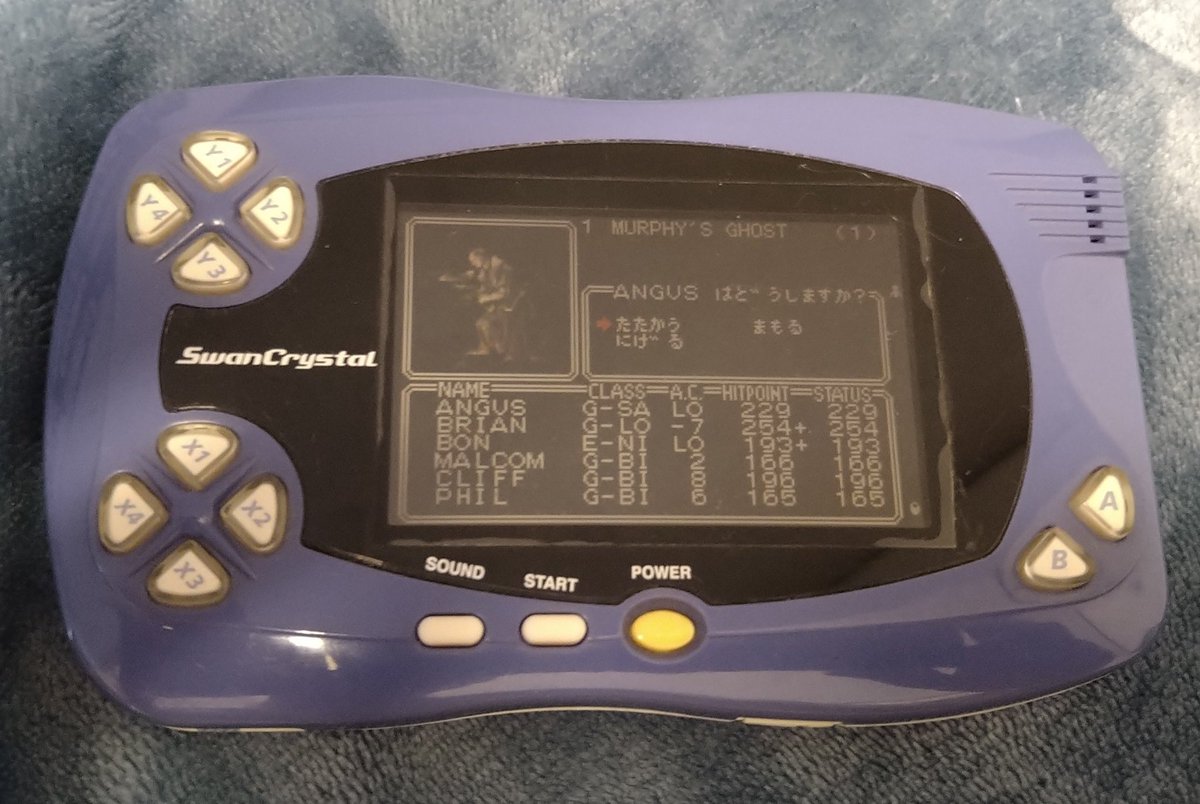 Y1
Y4 Y2
Y3
SwanCrystal
X1
X4 X2
X3
1 MURPHY'S GHOST (1)
ANGUS はど゛うしますか?
たたかう まもる
にげ゛る
NAME CLASS A.C. HITPOINT STATUS
ANGUS G-SA LO 229 229
BRIAN G-LO -7 254+ 254
BON E-NI LO 193+ 193
MALCOM G-BI 2 166 166
CLIFF G-BI 8 196 196
PHIL G-BI 6 165 165
A
B
SOUND START POWER